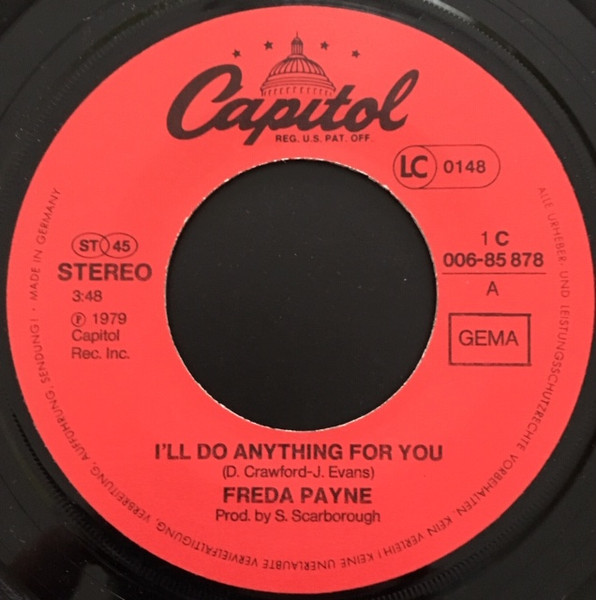 Capitol
REG. U.S. PAT. OFF.
LC 0148
ST 45
STEREO
3:48
℗ 1979
Capitol
Rec. Inc.
1 C
006-85 878
A
GEMA
I'LL DO ANYTHING FOR YOU
(D. Crawford-J. Evans)
FREDA PAYNE
Prod. by S. Scarborough
ALLE URHEBER- UND LEISTUNGSSCHUTZRECHTE VORBEHALTEN. KEIN VERLEIH! KEINE UNERLAUBTE VERVIELFÄLTIGUNG, VERBREITUNG, AUFFÜHRUNG, SENDUNG! · MADE IN GERMANY